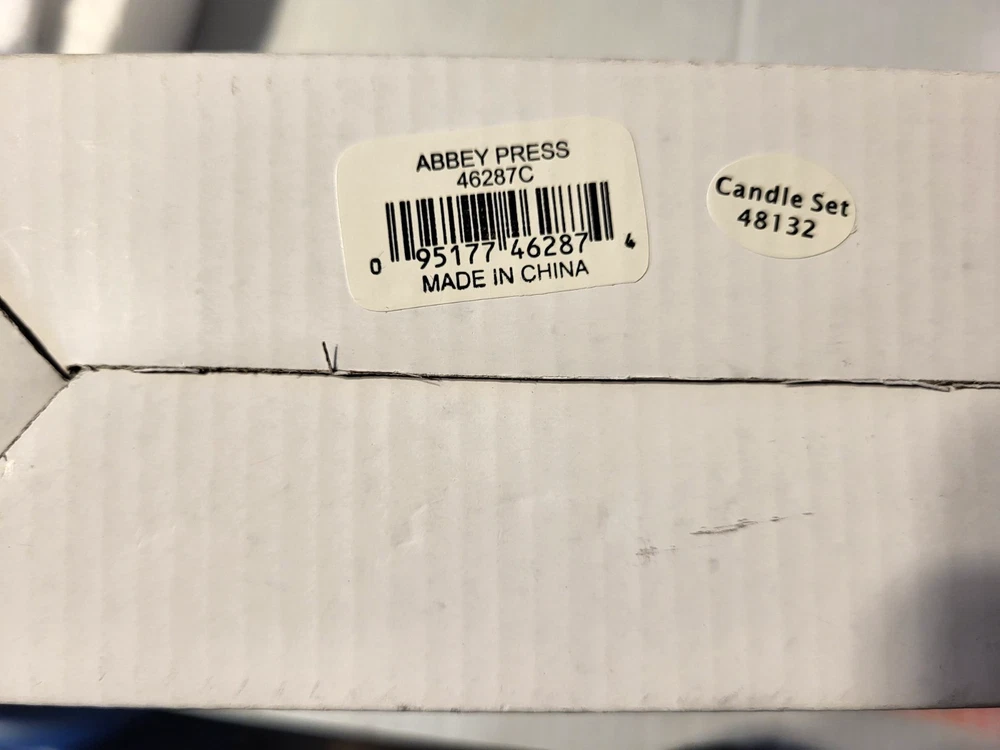 ABBEY PRESS
46287C
0 95177 46287 4
MADE IN CHINA
Candle Set
48132